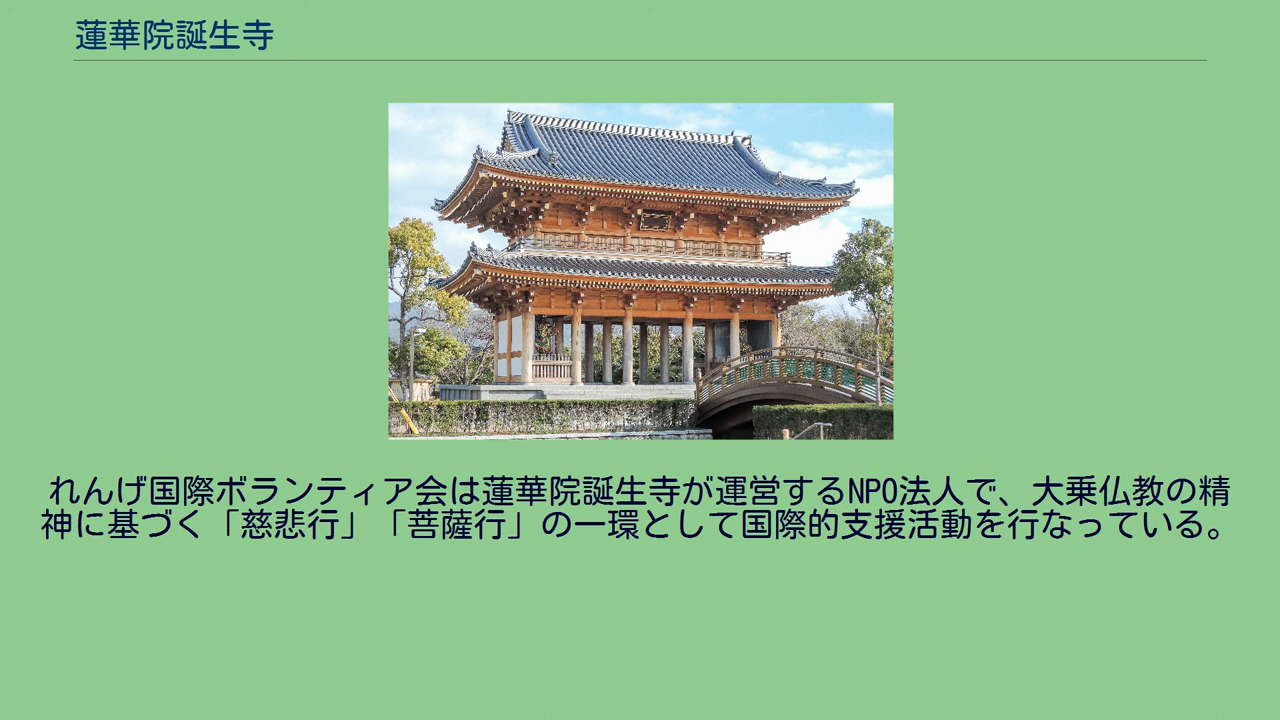 蓮華院誕生寺
れんげ国際ボランティア会は蓮華院誕生寺が運営するNPO法人で、大乗仏教の精
神に基づく「慈悲行」「菩薩行」の一環として国際的支援活動を行なっている。